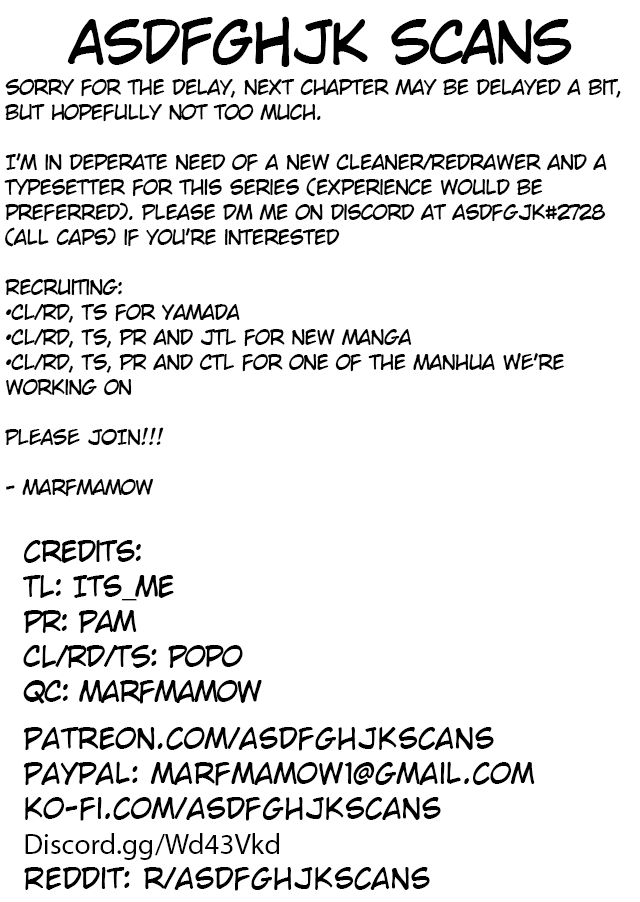 ASDFGHJK SCANS
SORRY FOR THE DELAY, NEXT CHAPTER MAY BE DELAYED A BIT,
BUT HOPEFULLY NOT TOO MUCH.
I'M IN DEPERATE NEED OF A NEW CLEANER/REDRAWER AND A
TYPESETTER FOR THIS SERIES (EXPERIENCE WOULD BE
PREFERRED). PLEASE DM ME ON DISCORD AT ASDFGJK#2728
(ALL CAPS) IF YOU'RE INTERESTED
RECRUITING:
•CL/RD, TS FOR YAMADA
•CL/RD, TS, PR AND JTL FOR NEW MANGA
•CL/RD, TS, PR AND CTL FOR ONE OF THE MANHUA WE'RE
WORKING ON
PLEASE JOIN!!!
- MARFMAMOW
CREDITS:
TL: ITS_ME
PR: PAM
CL/RD/TS: POPO
QC: MARFMAMOW
PATREON.COM/ASDFGHJKSCANS
PAYPAL: MARFMAMOW1@GMAIL.COM
KO-FI.COM/ASDFGHJKSCANS
Discord.gg/Wd43Vkd
REDDIT: R/ASDFGHJKSCANS